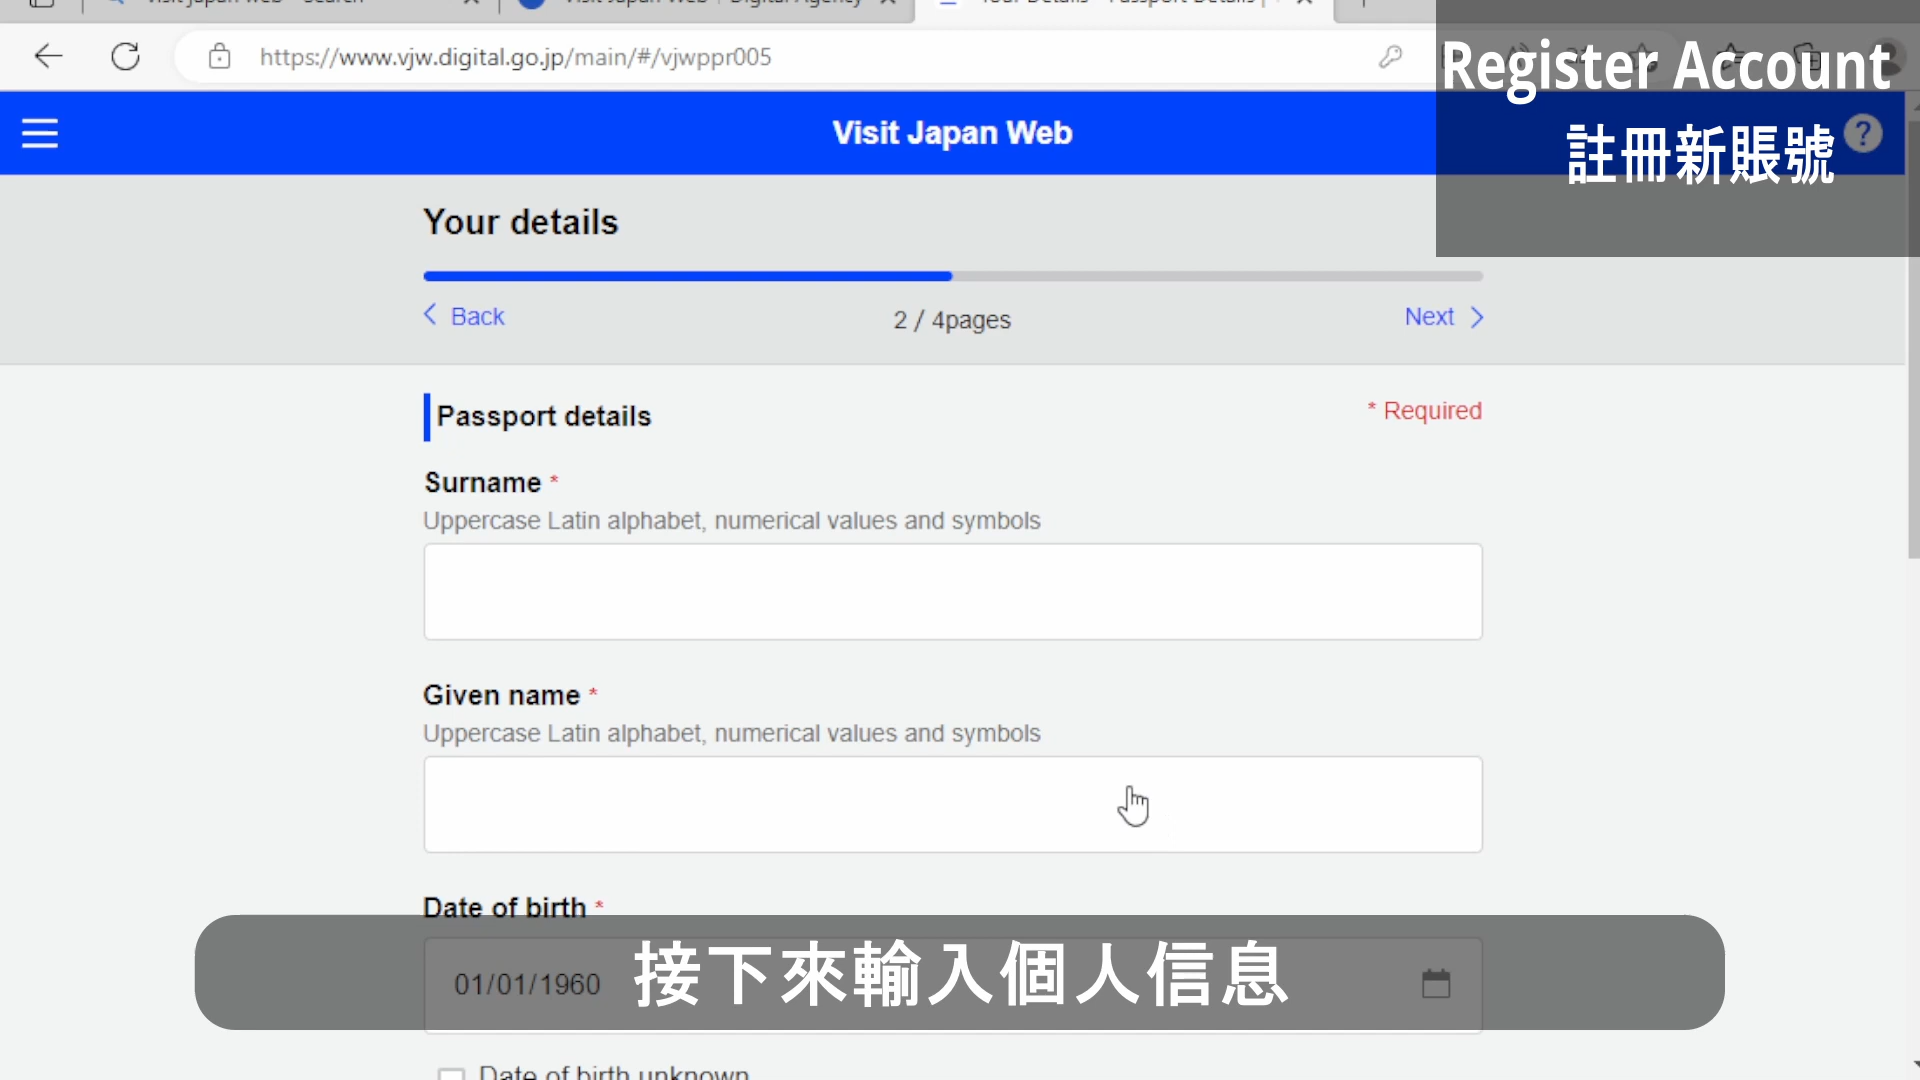 https://www.vjw.digital.go.jp/main/#/vjwppr005
Register Account
註冊新賬號
Visit Japan Web
?
Your details
Back
2 / 4pages
Next
Passport details
* Required
Surname *
Uppercase Latin alphabet, numerical values and symbols
Given name *
Uppercase Latin alphabet, numerical values and symbols
Date of birth *
01/01/1960
接下來輸入個人信息
Date of birth unknown